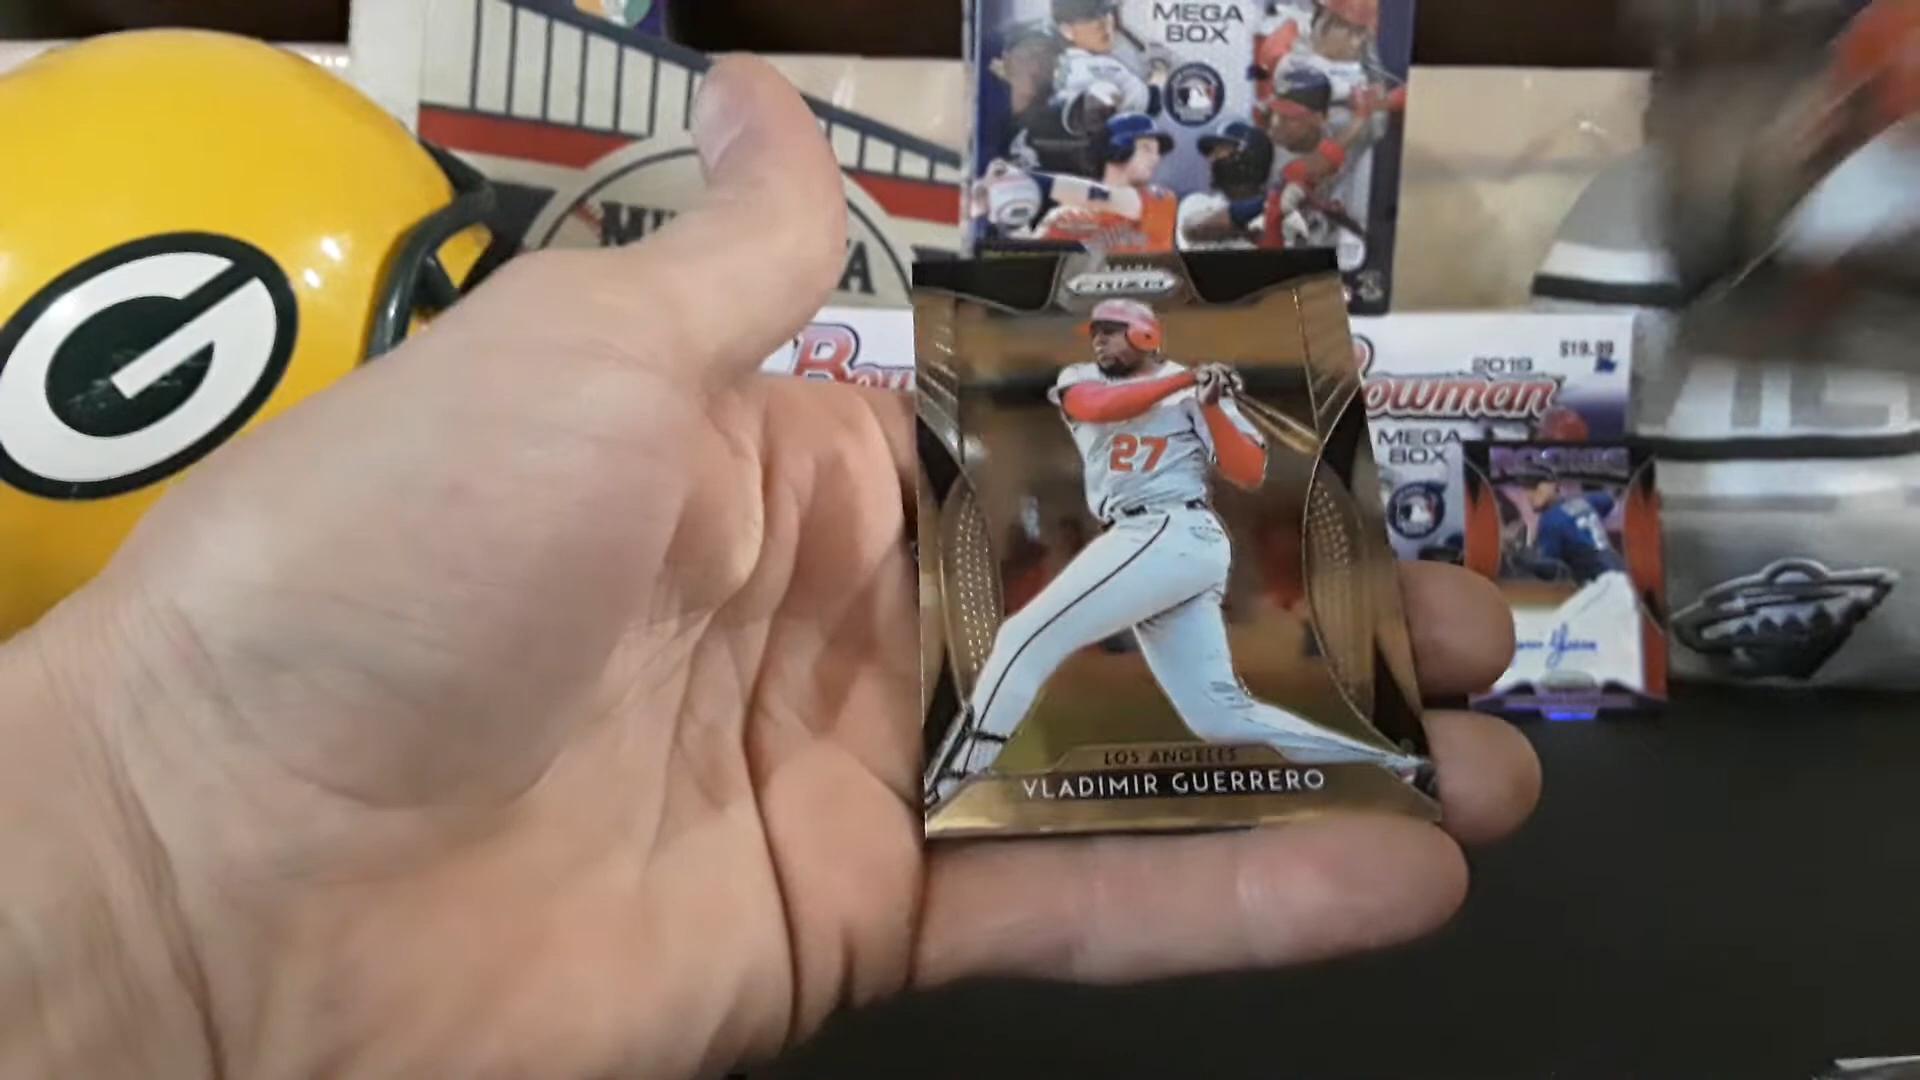 MEGA
BOX
G
PRIZM
27
LOS ANGELES
VLADIMIR GUERRERO
2019
$19.99
Bowman
MEGA
BOX
ROOKIE